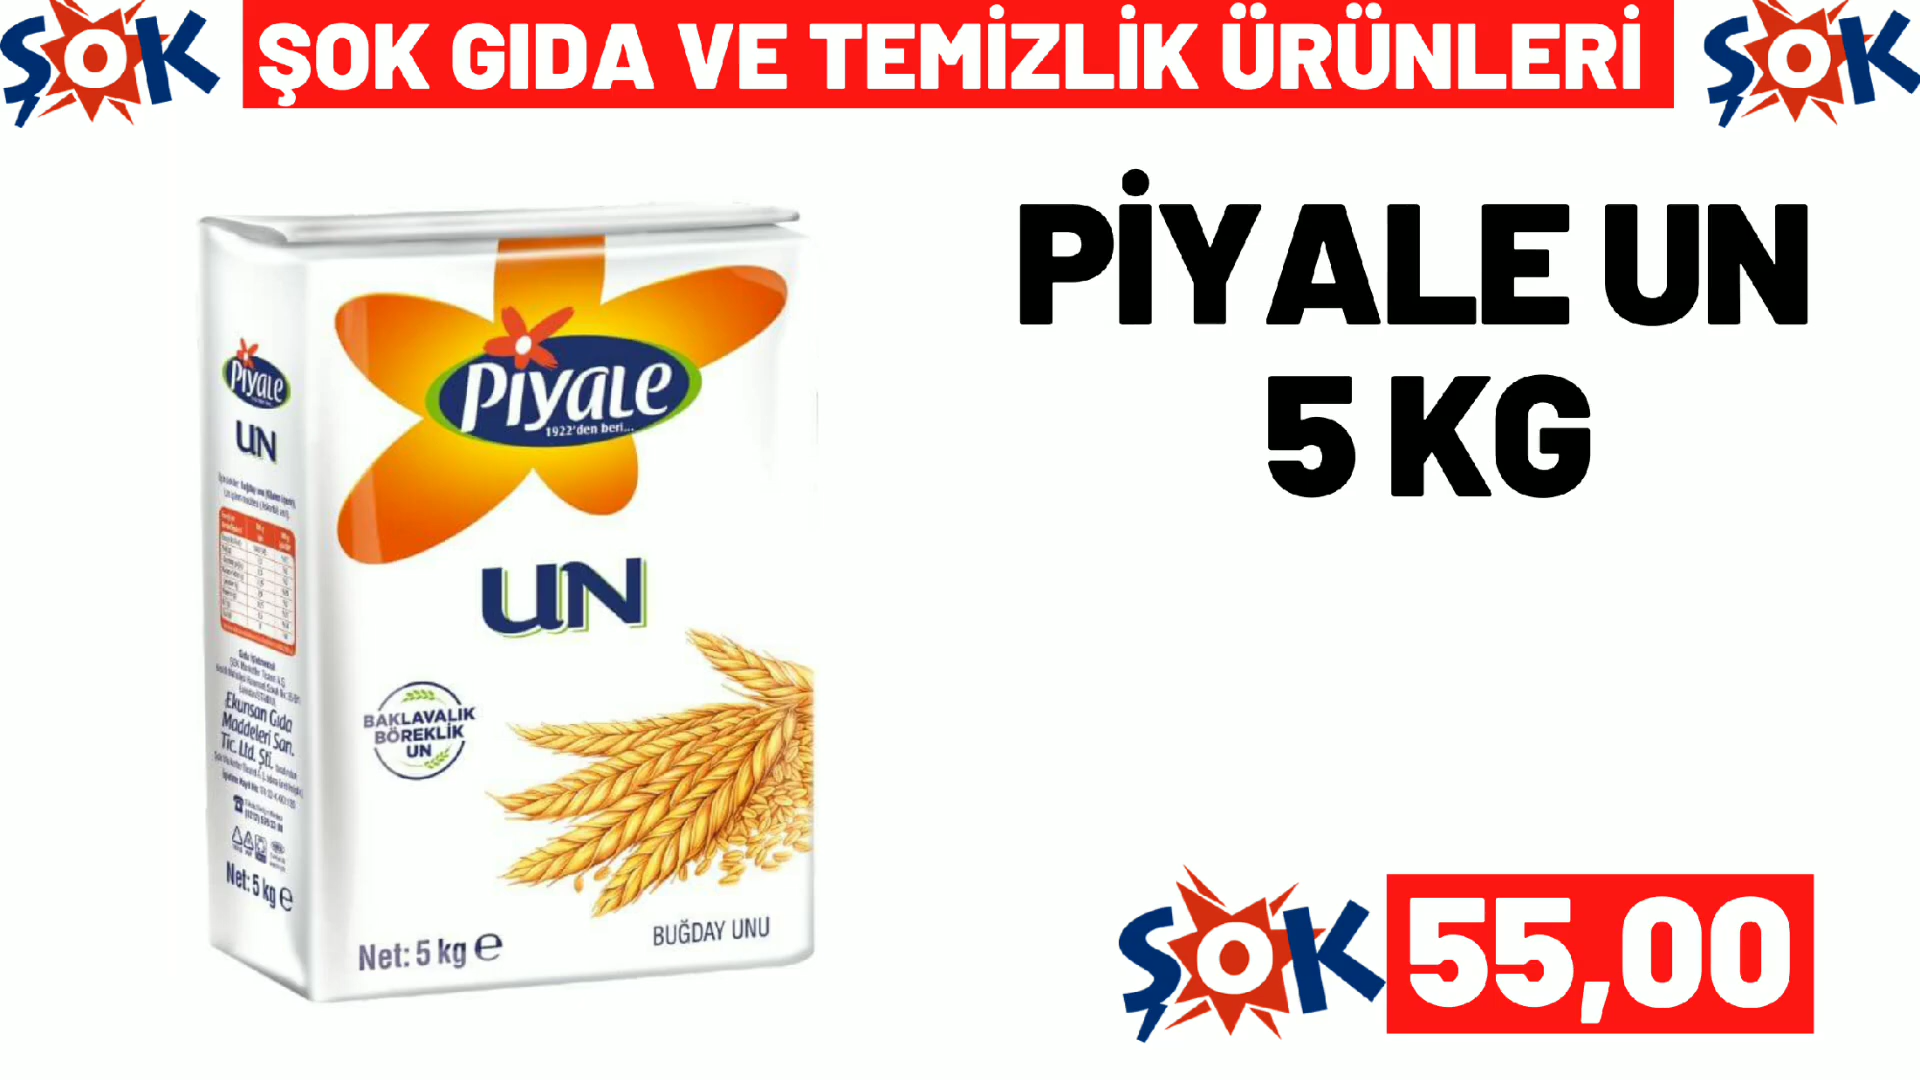 ŞOK
ŞOK GIDA VE TEMİZLİK ÜRÜNLERİ
ŞOK
PİYALE UN
5 KG
Piyale
1922'den beri...
UN
BAKLAVALIK
BÖREKLİK
UN
Net: 5 kg e
BUĞDAY UNU
Piyale
UN
Ekursan Gıda
Maddeleri San.
Tic. Ltd. Şti.
Net: 5 kg e
ŞOK 55,00